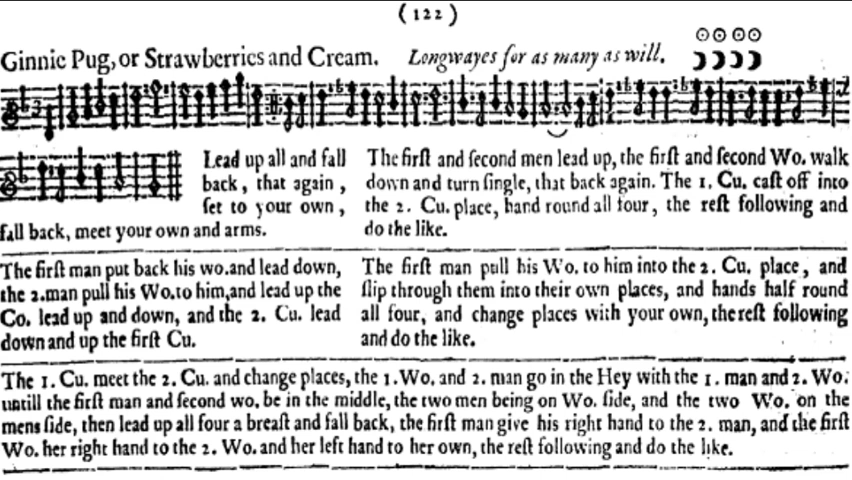 ( 122 )
Ginnie Pug, or Strawberries and Cream. Longwayes for as many as will.
Lead up all and fall
back, that again,
ſet to your own,
fall back, meet your own and arms.
The firſt and ſecond men lead up, the firſt and ſecond Wo. walk
down and turn ſingle, that back again. The 1. Cu. caſt off into
the 2. Cu. place, hand round all four, the reſt following and
do the like.
The firſt man put back his wo. and lead down,
the 2. man pull his Wo. to him, and lead up the
Co. lead up and down, and the 2. Cu. lead
down and up the firſt Cu.
The firſt man pull his Wo. to him into the 2. Cu. place, and
ſlip through them into their own places, and hands half round
all four, and change places with your own, the reſt following
and do the like.
The 1. Cu. meet the 2. Cu. and change places, the 1. Wo. and 2. man go in the Hey with the 1. man and 2. Wo.
untill the firſt man and ſecond wo. be in the middle, the two men being on Wo. ſide, and the two Wo. on the
mens ſide, then lead up all four a breaſt and fall back, the firſt man give his right hand to the 2. man, and the firſt
Wo. her right hand to the 2. Wo. and her left hand to her own, the reſt following and do the like.